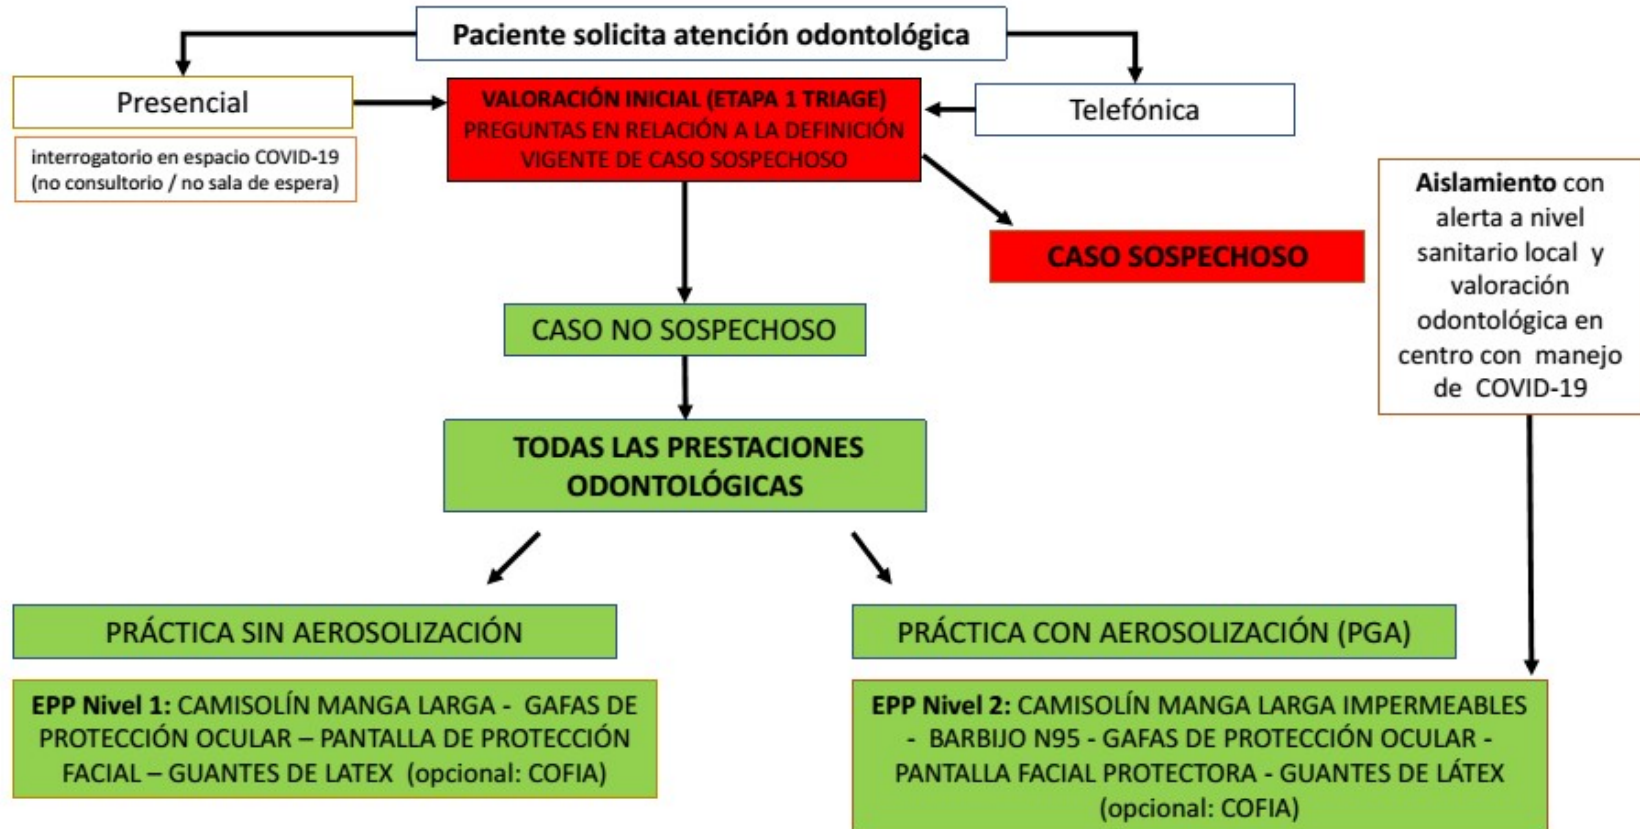 Paciente solicita atención odontológica
Presencial
VALORACIÓN INICIAL (ETAPA 1 TRIAGE)
PREGUNTAS EN RELACIÓN A LA DEFINICIÓN
VIGENTE DE CASO SOSPECHOSO
Telefónica
interrogatorio en espacio COVID-19
(no consultorio / no sala de espera)
Aislamiento con
alerta a nivel
sanitario local y
valoración
odontológica en
centro con manejo
de COVID-19
CASO SOSPECHOSO
CASO NO SOSPECHOSO
TODAS LAS PRESTACIONES
ODONTOLÓGICAS
PRÁCTICA SIN AEROSOLIZACIÓN
PRÁCTICA CON AEROSOLIZACIÓN (PGA)
EPP Nivel 1: CAMISOLÍN MANGA LARGA - GAFAS DE
PROTECCIÓN OCULAR – PANTALLA DE PROTECCIÓN
FACIAL – GUANTES DE LATEX (opcional: COFIA)
EPP Nivel 2: CAMISOLÍN MANGA LARGA IMPERMEABLES
- BARBIJO N95 - GAFAS DE PROTECCIÓN OCULAR -
PANTALLA FACIAL PROTECTORA - GUANTES DE LÁTEX
(opcional: COFIA)